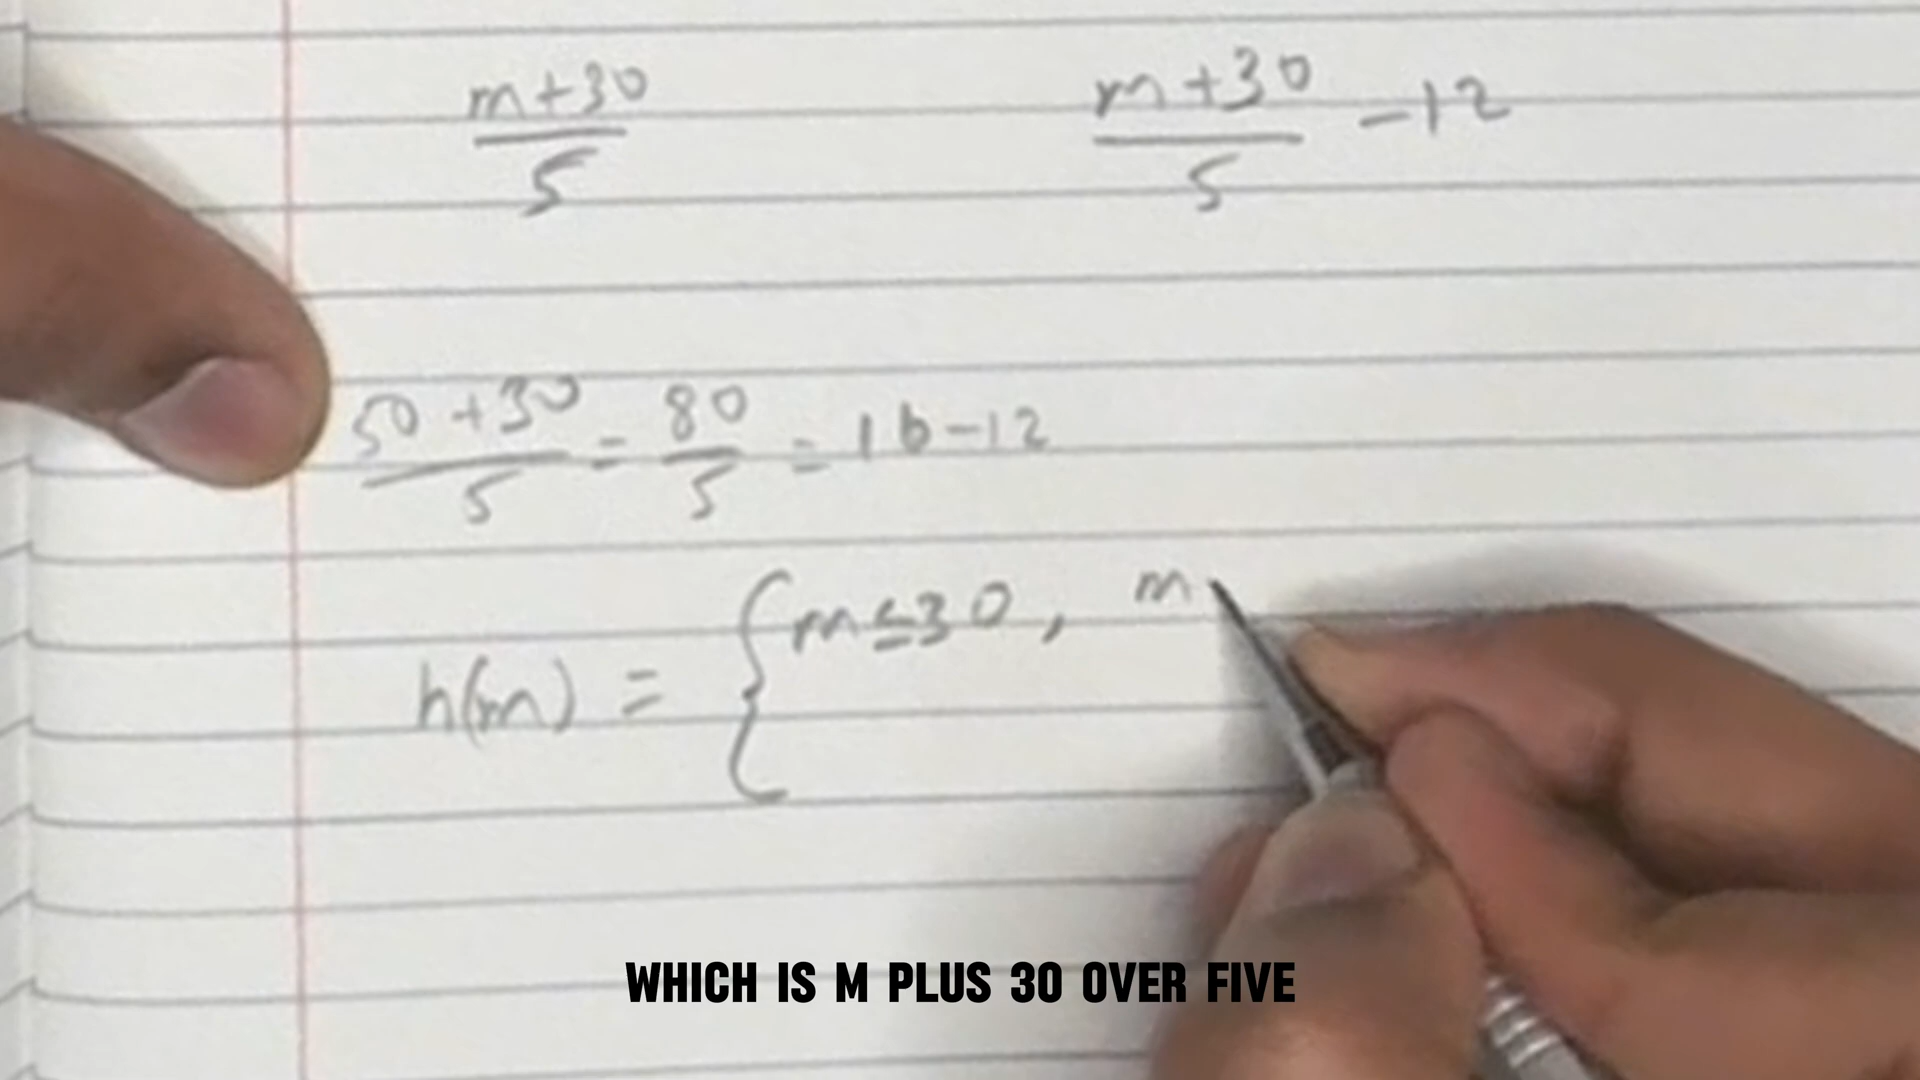 m+30
5
m+30
5
-12
50+30
5
=
80
5
= 16-12
h(m) = { m≤30, m
WHICH IS M PLUS 30 OVER FIVE